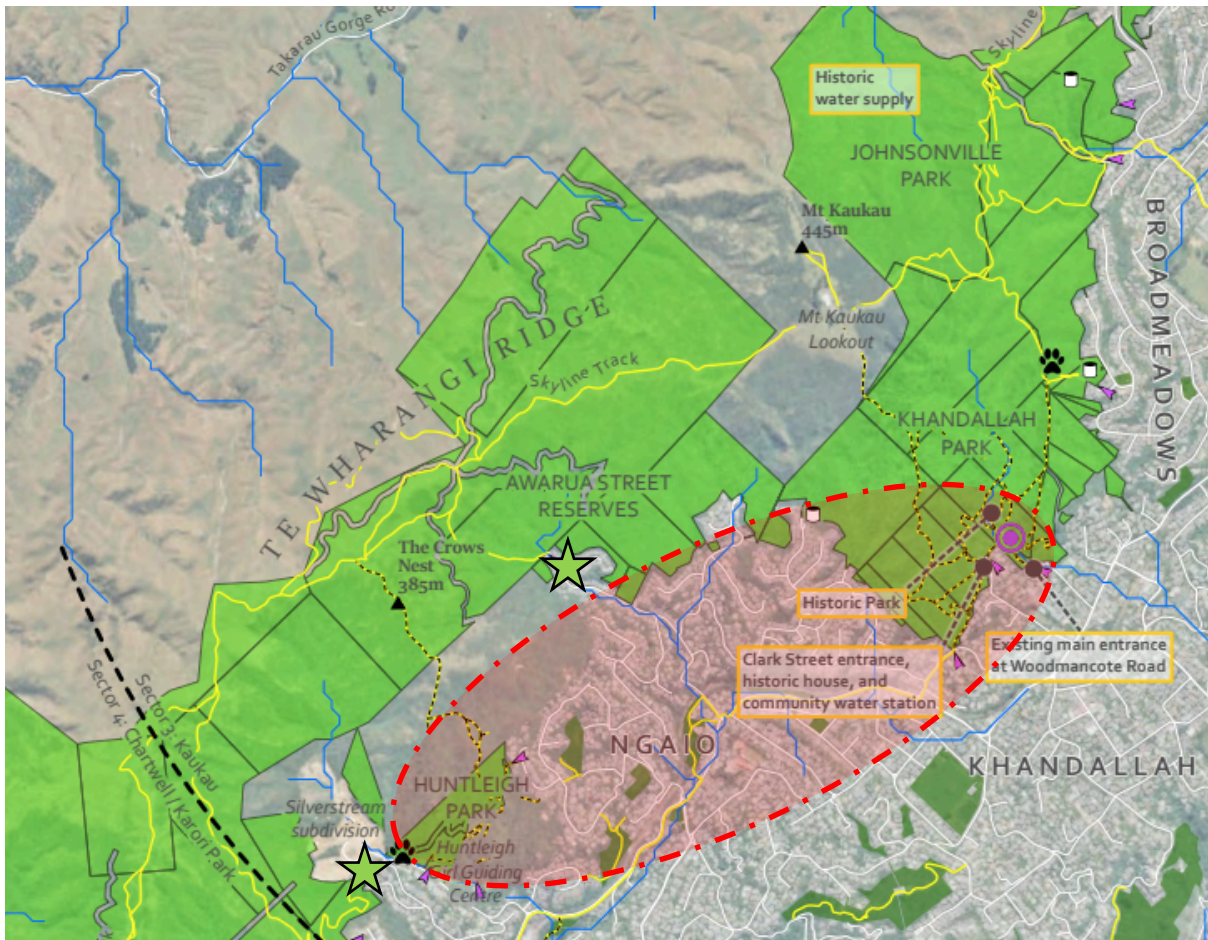 Takarau Gorge Ro
Skyline
Historic
water supply
JOHNSONVILLE
PARK
Mt Kaukau
445m
BROADMEADOWS
Mt Kaukau
Lookout
TE WHARANGI RIDGE
Skyline Track
KHANDALLAH
PARK
AWARUA STREET
RESERVES
The Crows
Nest
385m
Historic Park
Existing main entrance
at Woodmancote Road
Clark Street entrance,
historic house, and
community water station
NGAIO
KHANDALLAH
Sector 3: Kaukau
Sector 4: Chartwell / Karori Park
HUNTLEIGH
PARK
Silverstream
subdivision
Huntleigh
Girl Guiding
Centre